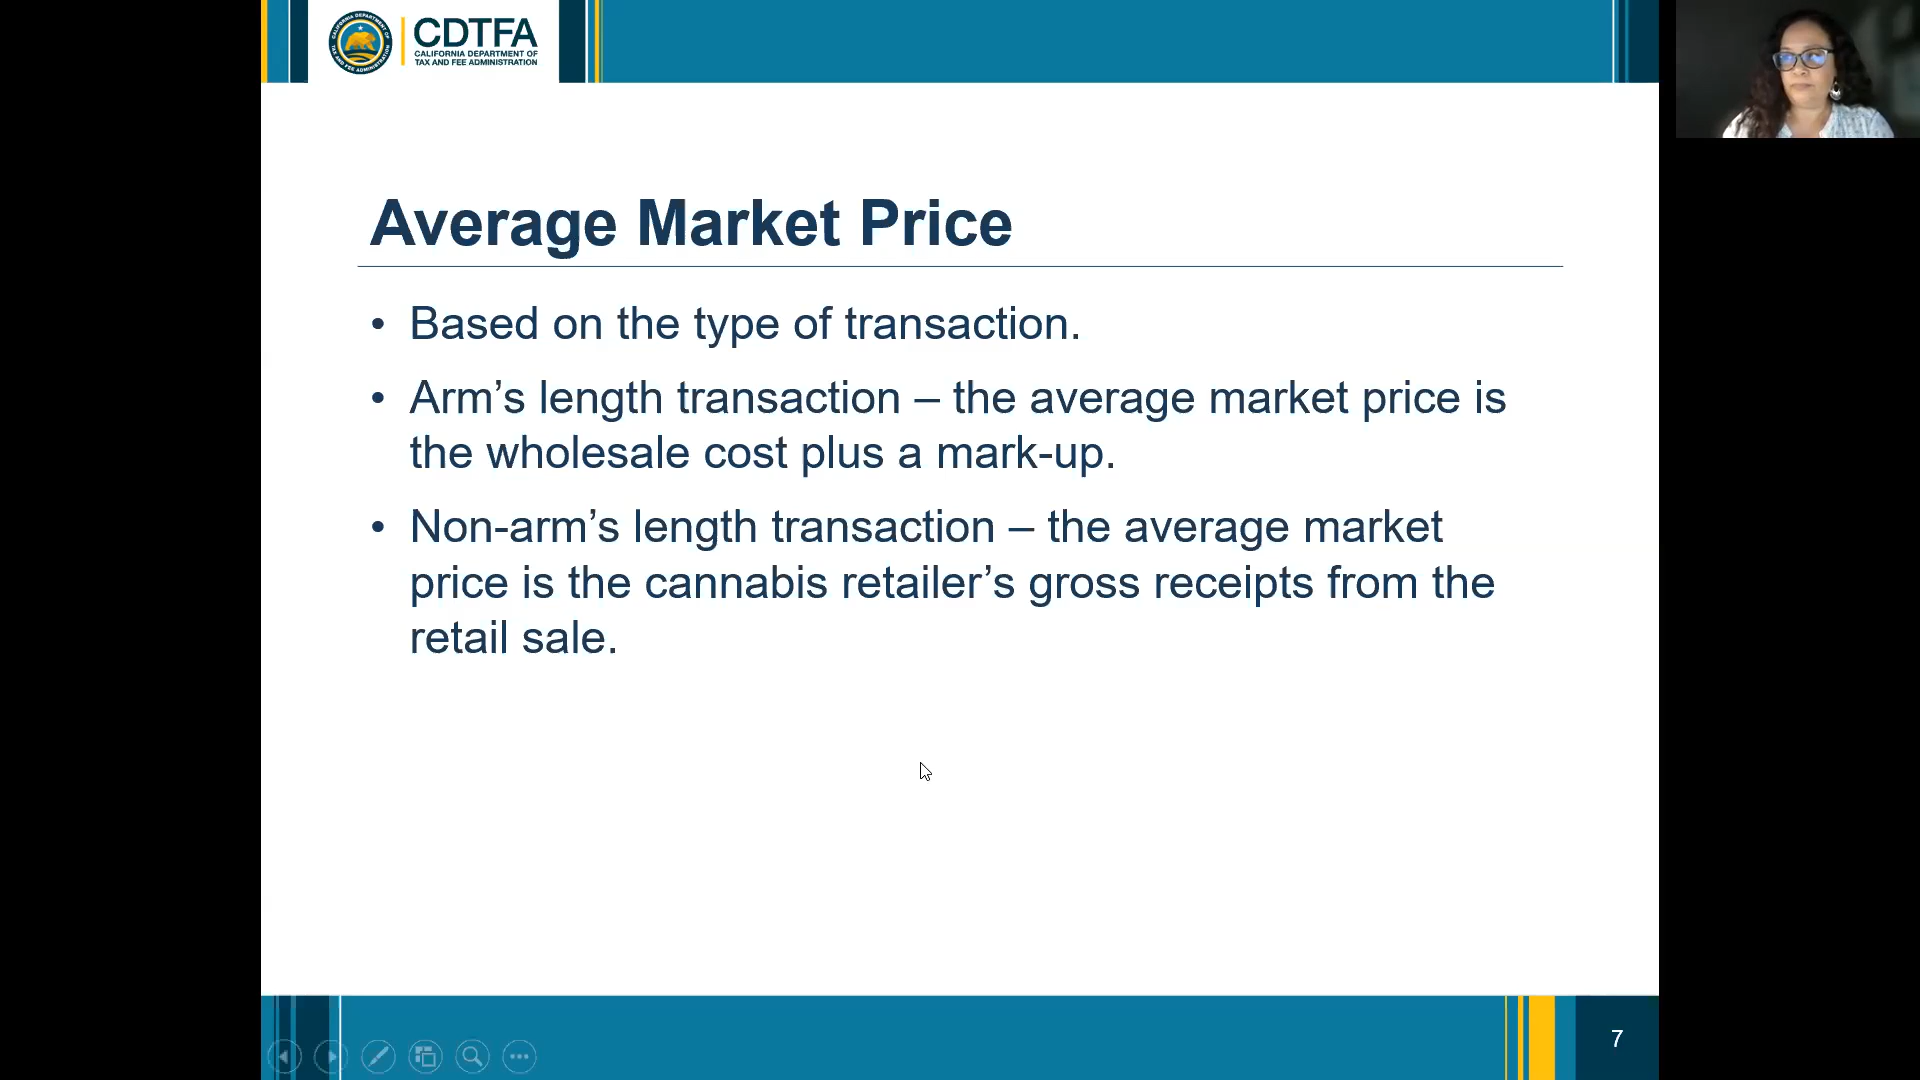 CDTFA
CALIFORNIA DEPARTMENT OF
TAX AND FEE ADMINISTRATION
Average Market Price
• Based on the type of transaction.
• Arm’s length transaction – the average market price is
the wholesale cost plus a mark-up.
• Non-arm’s length transaction – the average market
price is the cannabis retailer’s gross receipts from the
retail sale.
7